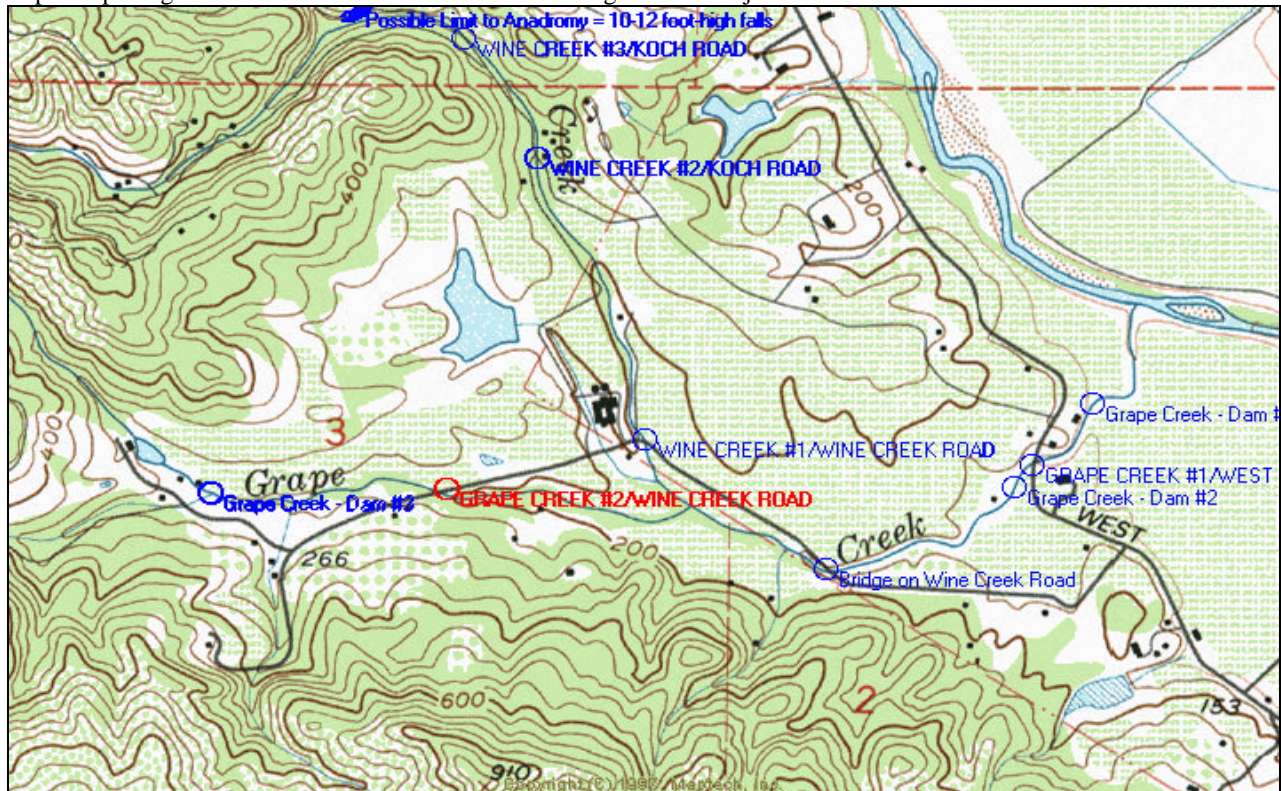 Possible Limit to Anadromy = 10-12 foot-high falls
WINE CREEK #3/KOCH ROAD
Creek
WINE CREEK #2/KOCH ROAD
400
200
3
WINE CREEK #1/WINE CREEK ROAD
Grape Creek - Dam #
400
Grape
Grape Creek - Dam #3
GRAPE CREEK #2/WINE CREEK ROAD
GRAPE CREEK #1/WEST
Grape Creek - Dam #2
WEST
Creek
266
200
Bridge on Wine Creek Road
600
2
153
910
Copyright (C) 1997, Maptech, Inc.